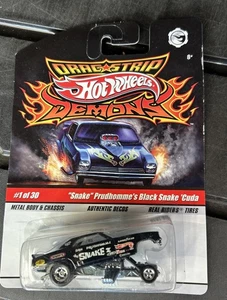 DRAG★STRIP
Hot Wheels
DEMONS
8+
#1 of 30
"Snake" Prudhomme's Black Snake 'Cuda
METAL BODY & CHASSIS
AUTHENTIC DECOS
REAL RIDERS® TIRES
SNAKE